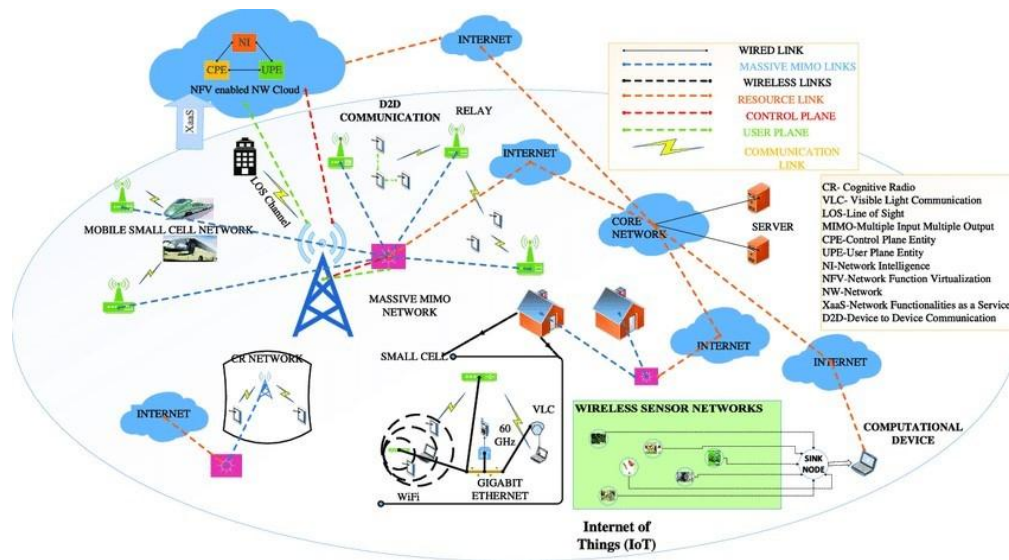 INTERNET
NI
CPE
UPE
NFV enabled NW Cloud
XaaS
D2D
COMMUNICATION
RELAY
WIRED LINK
MASSIVE MIMO LINKS
WIRELESS LINKS
RESOURCE LINK
CONTROL PLANE
USER PLANE
COMMUNICATION
LINK
LOS Channel
INTERNET
CR- Cognitive Radio
VLC- Visible Light Communication
LOS-Line of Sight
MIMO-Multiple Input Multiple Output
CPE-Control Plane Entity
UPE-User Plane Entity
NI-Network Intelligence
NFV-Network Function Virtualization
NW-Network
XaaS-Network Functionalities as a Service
D2D-Device to Device Communication
MOBILE SMALL CELL NETWORK
CORE
NETWORK
SERVER
MASSIVE MIMO
NETWORK
SMALL CELL
INTERNET
INTERNET
CR NETWORK
INTERNET
VLC
60
GHz
WiFi
GIGABIT
ETHERNET
WIRELESS SENSOR NETWORKS
SINK
NODE
COMPUTATIONAL
DEVICE
Internet of
Things (IoT)